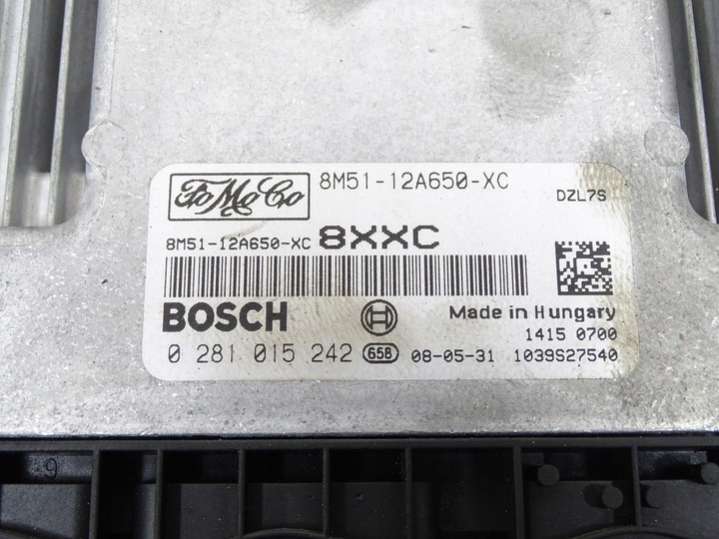 FoMoCo 8M51-12A650-XC DZL7S
8M51-12A650-XC 8XXC
BOSCH Made in Hungary
1415 0700
0 281 015 242 658 08-05-31 1039S27540
9